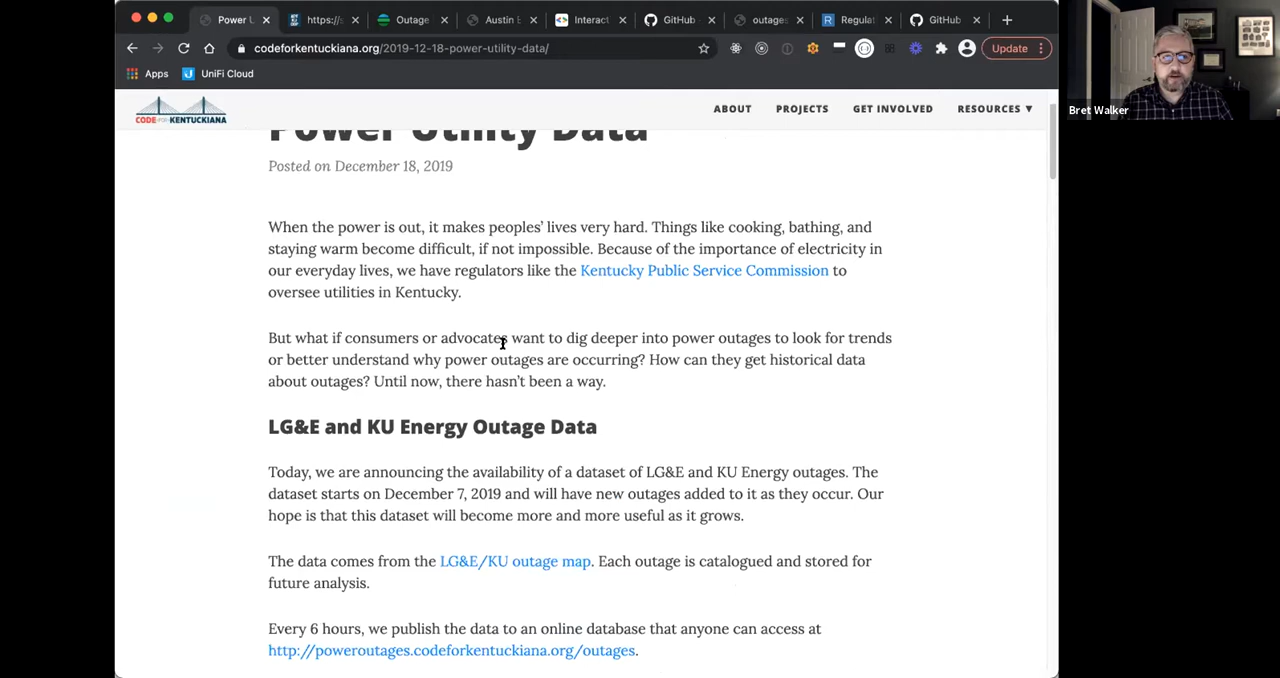 Power U
https://s
Outage
Austin E
Interact
GitHub
outages
Regulat
GitHub
codeforkentuckiana.org/2019-12-18-power-utility-data/
Update
Apps
UniFi Cloud
Bret Walker
CODE FOR KENTUCKIANA
ABOUT
PROJECTS
GET INVOLVED
RESOURCES ▼
Power Utility Data
Posted on December 18, 2019
When the power is out, it makes peoples’ lives very hard. Things like cooking, bathing, and
staying warm become difficult, if not impossible. Because of the importance of electricity in
our everyday lives, we have regulators like the Kentucky Public Service Commission to
oversee utilities in Kentucky.
But what if consumers or advocates want to dig deeper into power outages to look for trends
or better understand why power outages are occurring? How can they get historical data
about outages? Until now, there hasn’t been a way.
LG&E and KU Energy Outage Data
Today, we are announcing the availability of a dataset of LG&E and KU Energy outages. The
dataset starts on December 7, 2019 and will have new outages added to it as they occur. Our
hope is that this dataset will become more and more useful as it grows.
The data comes from the LG&E/KU outage map. Each outage is catalogued and stored for
future analysis.
Every 6 hours, we publish the data to an online database that anyone can access at
http://poweroutages.codeforkentuckiana.org/outages.